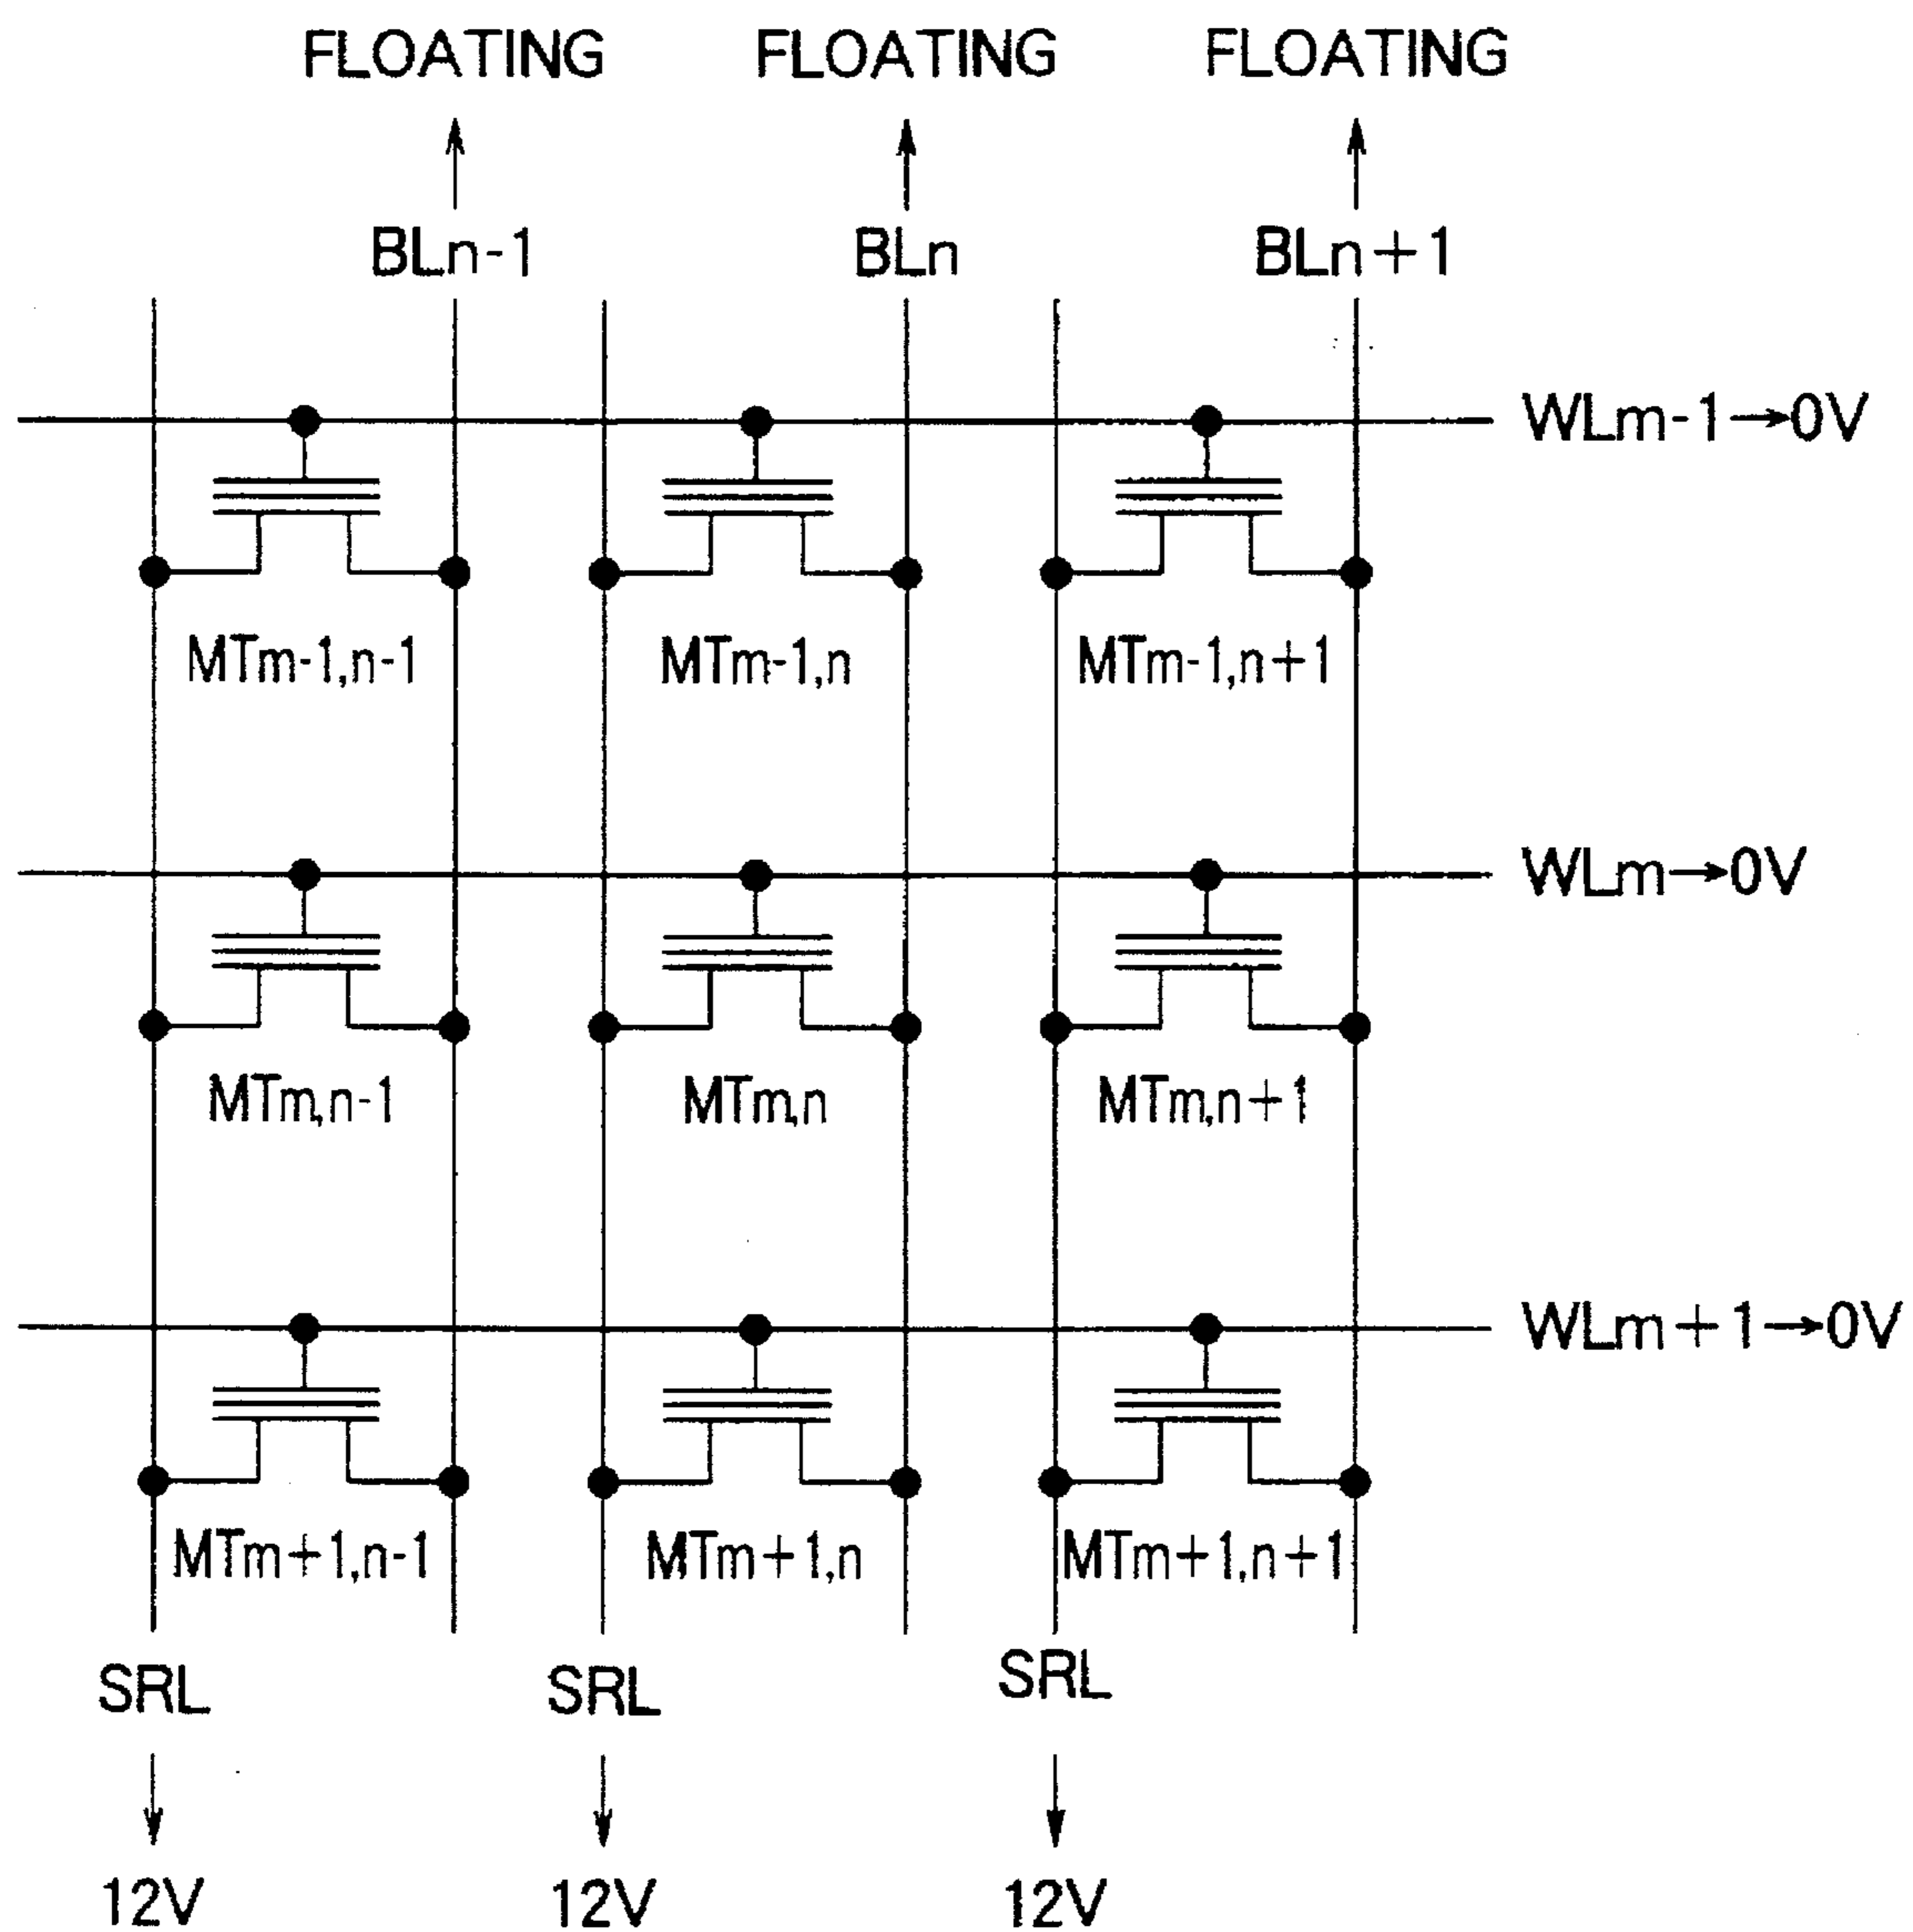 FLOATING FLOATING FLOATING
BLn-1 BLn BLn+1
WLm-1→0V
MTm-1,n-1 MTm-1,n MTm-1,n+1
WLm→0V
MTm,n-1 MTm,n MTm,n+1
WLm+1→0V
MTm+1,n-1 MTm+1,n MTm+1,n+1
SRL SRL SRL
12V 12V 12V